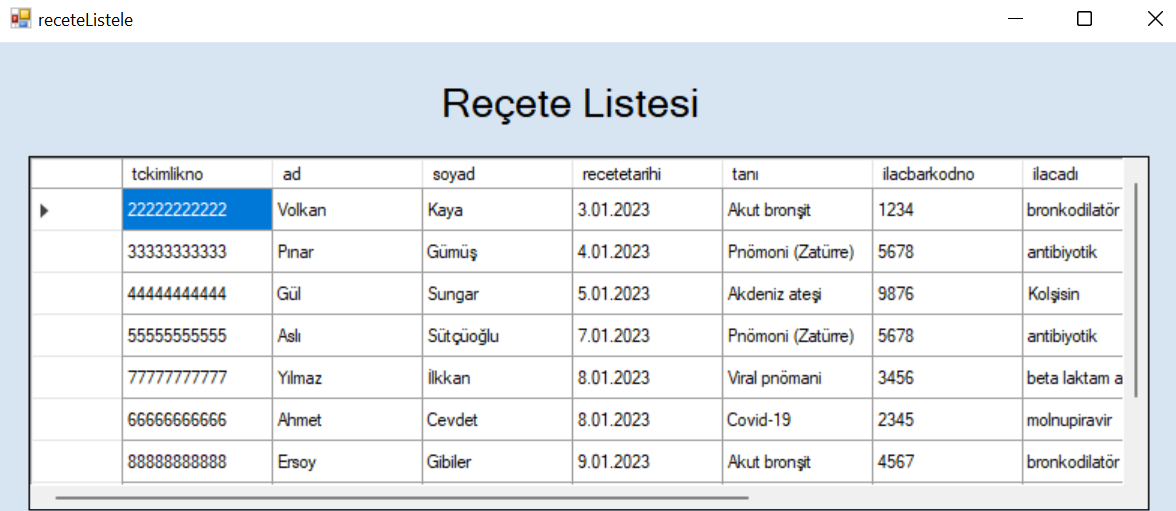 receteListele
Reçete Listesi
tckimlikno ad soyad recetetarihi tanı ilacbarkodno ilacadı
22222222222 Volkan Kaya 3.01.2023 Akut bronşit 1234 bronkodilatör
33333333333 Pınar Gümüş 4.01.2023 Pnömoni (Zatürre) 5678 antibiyotik
44444444444 Gül Sungar 5.01.2023 Akdeniz ateşi 9876 Kolşisin
55555555555 Aslı Sütçüoğlu 7.01.2023 Pnömoni (Zatürre) 5678 antibiyotik
77777777777 Yılmaz İlkkan 8.01.2023 Viral pnömani 3456 beta laktam a
66666666666 Ahmet Cevdet 8.01.2023 Covid-19 2345 molnupiravir
88888888888 Ersoy Gibiler 9.01.2023 Akut bronşit 4567 bronkodilatör